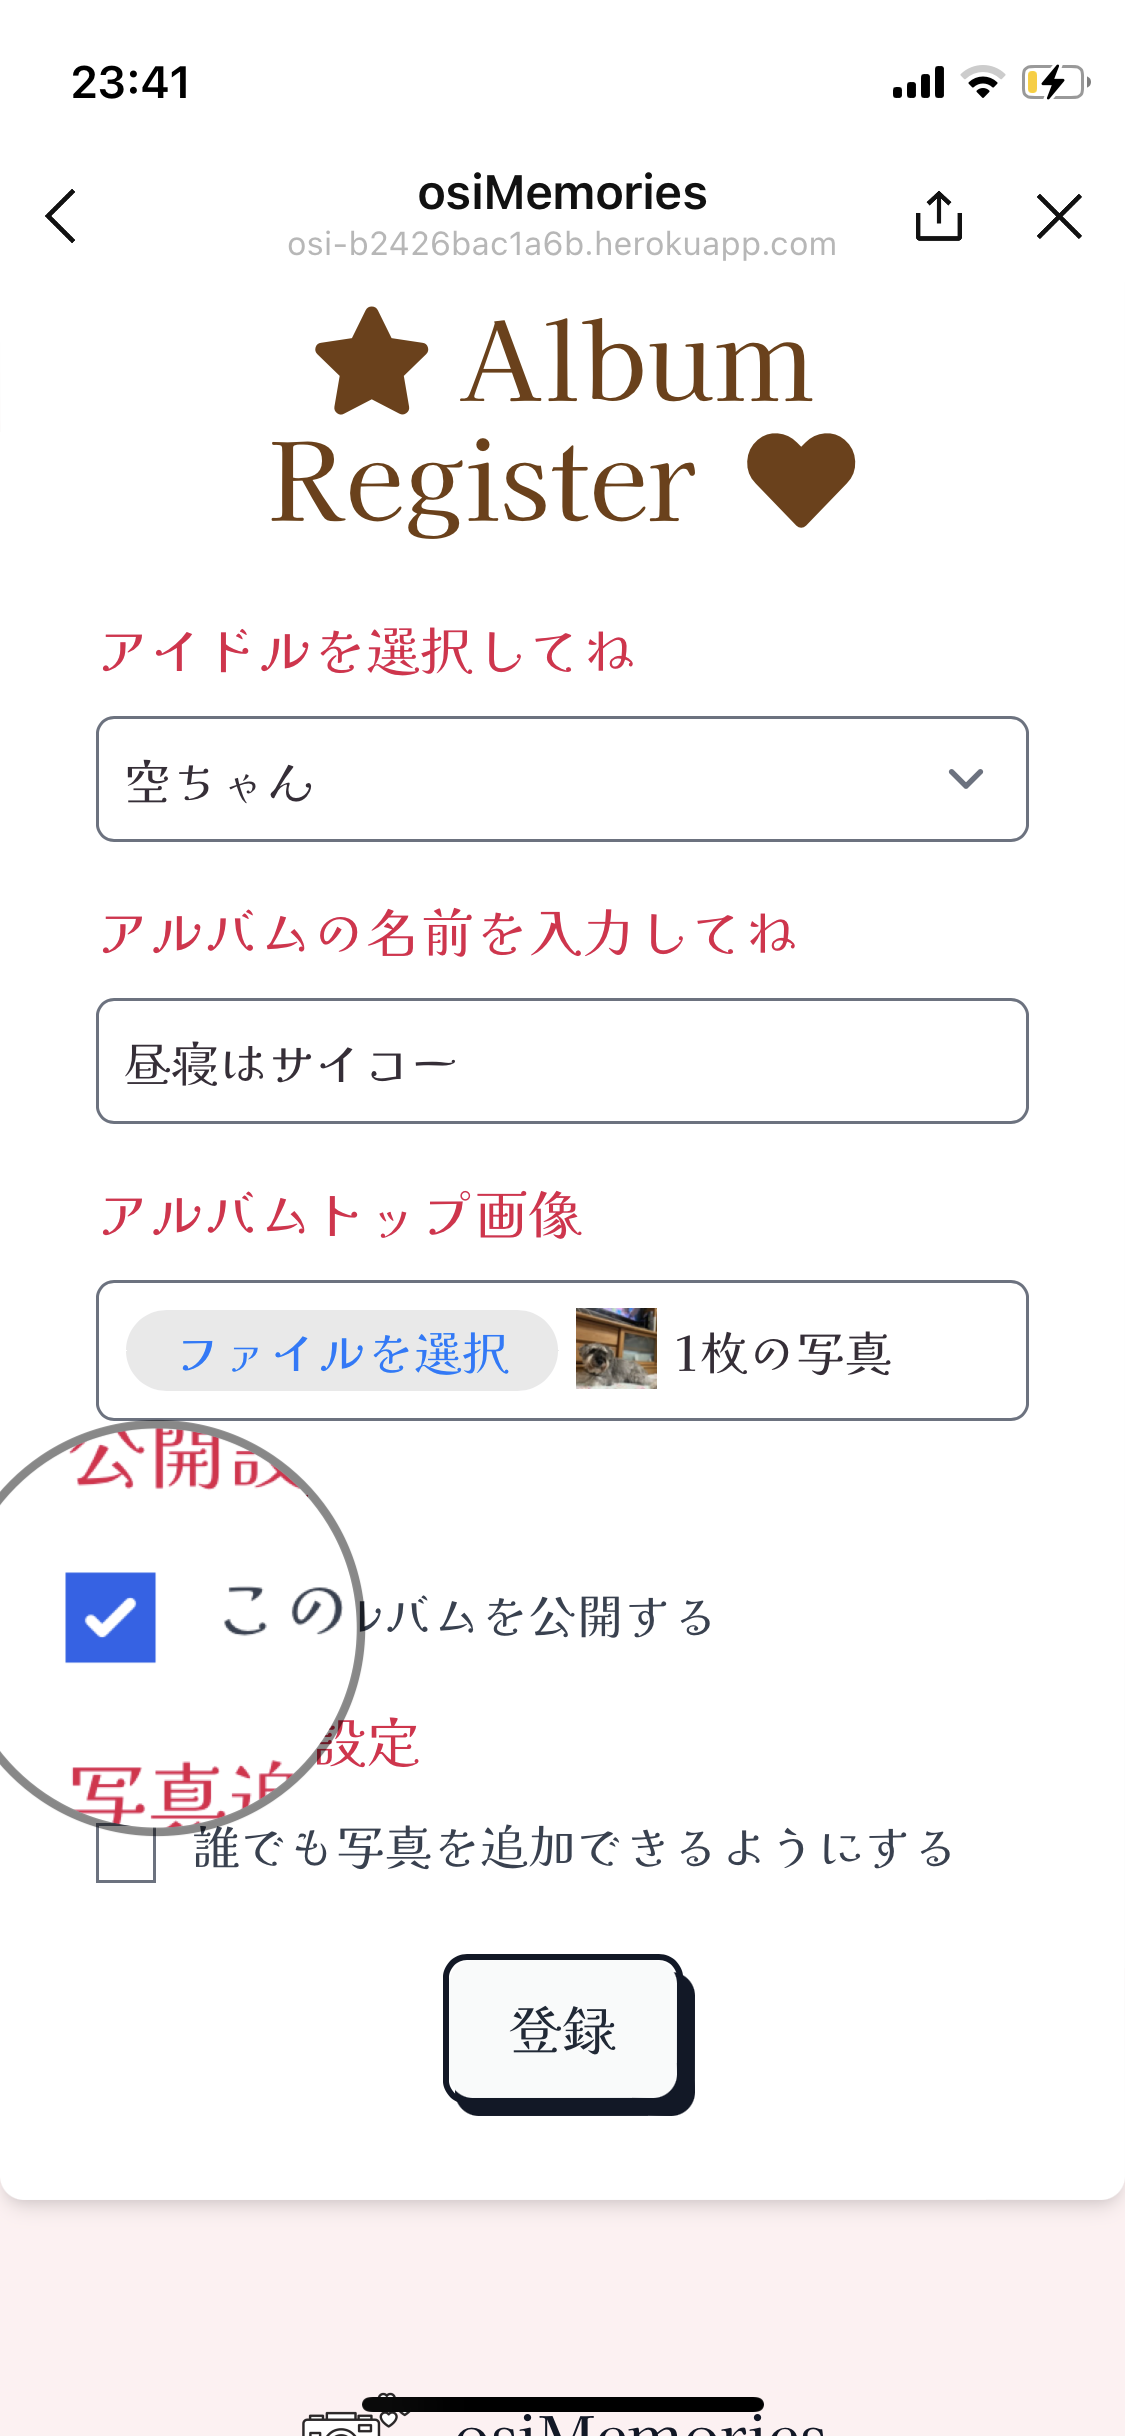 23:41
osiMemories
osi-b2426bac1a6b.herokuapp.com
Album
Register
アイドルを選択してね
空ちゃん
アルバムの名前を入力してね
昼寝はサイコー
アルバムトップ画像
ファイルを選択 1枚の写真
公開設
このルバムを公開する
設定
写真追
誰でも写真を追加できるようにする
登録
osiMemories